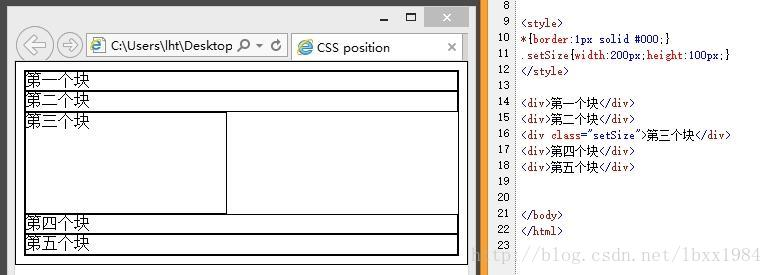 C:\Users\lht\Desktop
CSS position
第一个块
第二个块
第三个块
第四个块
第五个块
8
9 <style>
10 *{border:1px solid #000;}
11 .setSize{width:200px;height:100px;}
12 </style>
13
14 <div>第一个块</div>
15 <div>第二个块</div>
16 <div class="setSize">第三个块</div>
17 <div>第四个块</div>
18 <div>第五个块</div>
19
20
21 </body>
22 </html>
23
http://blog.csdn.net/lbxx1984